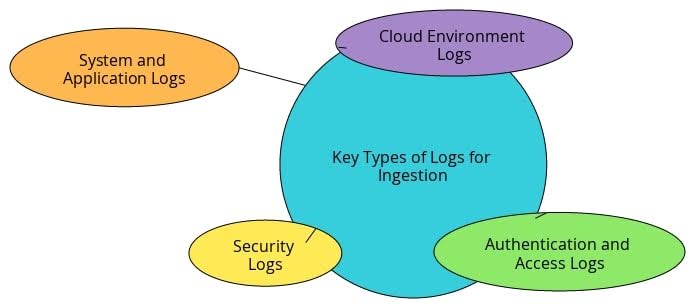 Cloud Environment
Logs
System and
Application Logs
Key Types of Logs for
Ingestion
Security
Logs
Authentication and
Access Logs